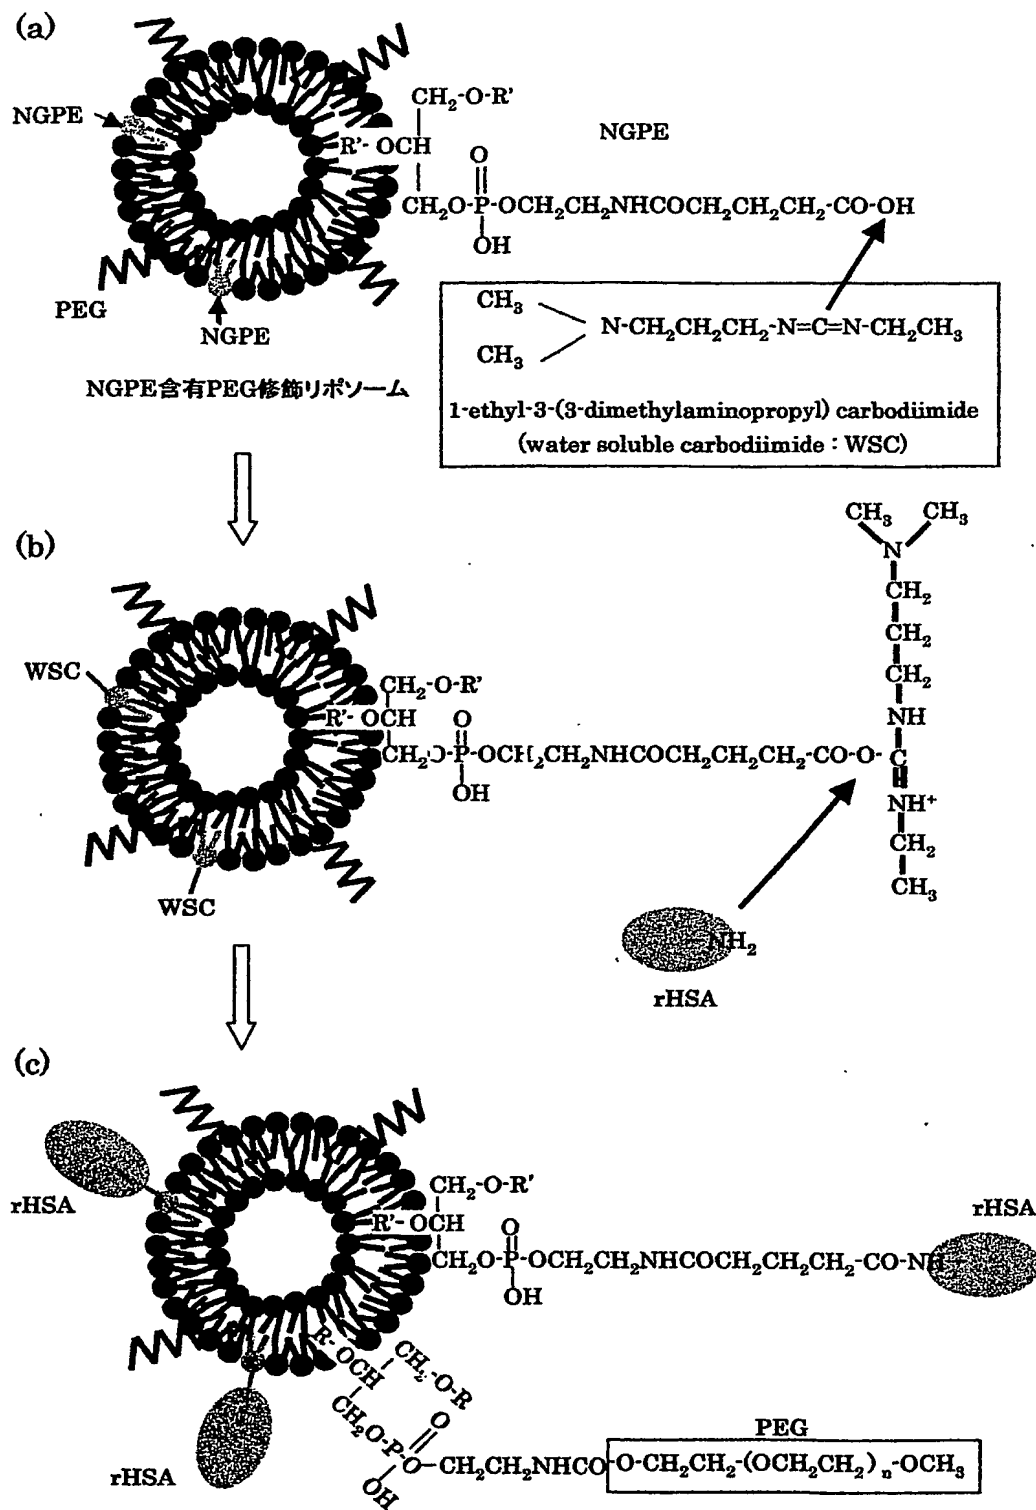 (a)
CH₂-O-R'
NGPE
NGPE
R'- OCH
O
CH₂O-P-OCH₂CH₂NHCOCH₂CH₂CH₂-CO-OH
OH
PEG
NGPE
CH₃
N-CH₂CH₂CH₂-N=C=N-CH₂CH₃
CH₃
NGPE含有PEG修飾リポソーム
1-ethyl-3-(3-dimethylaminopropyl) carbodiimide
(water soluble carbodiimide : WSC)
(b)
CH₃
CH₃
N
CH₂
CH₂
CH₂
NH
WSC
CH₂-O-R'
R'- OCH
O
CH₂O-P-OCH₂CH₂NHCOCH₂CH₂CH₂-CO-O-C
OH
NH⁺
CH₂
CH₃
WSC
NH₂
rHSA
(c)
rHSA
CH₂-O-R'
R'- OCH
O
rHSA
CH₂O-P-OCH₂CH₂NHCOCH₂CH₂CH₂-CO-NH
OH
R-OCH
CH₂-O-R
CH₂O-P-O-CH₂CH₂NHCO-O-CH₂CH₂-(OCH₂CH₂)ₙ-OCH₃
O
OH
PEG
rHSA